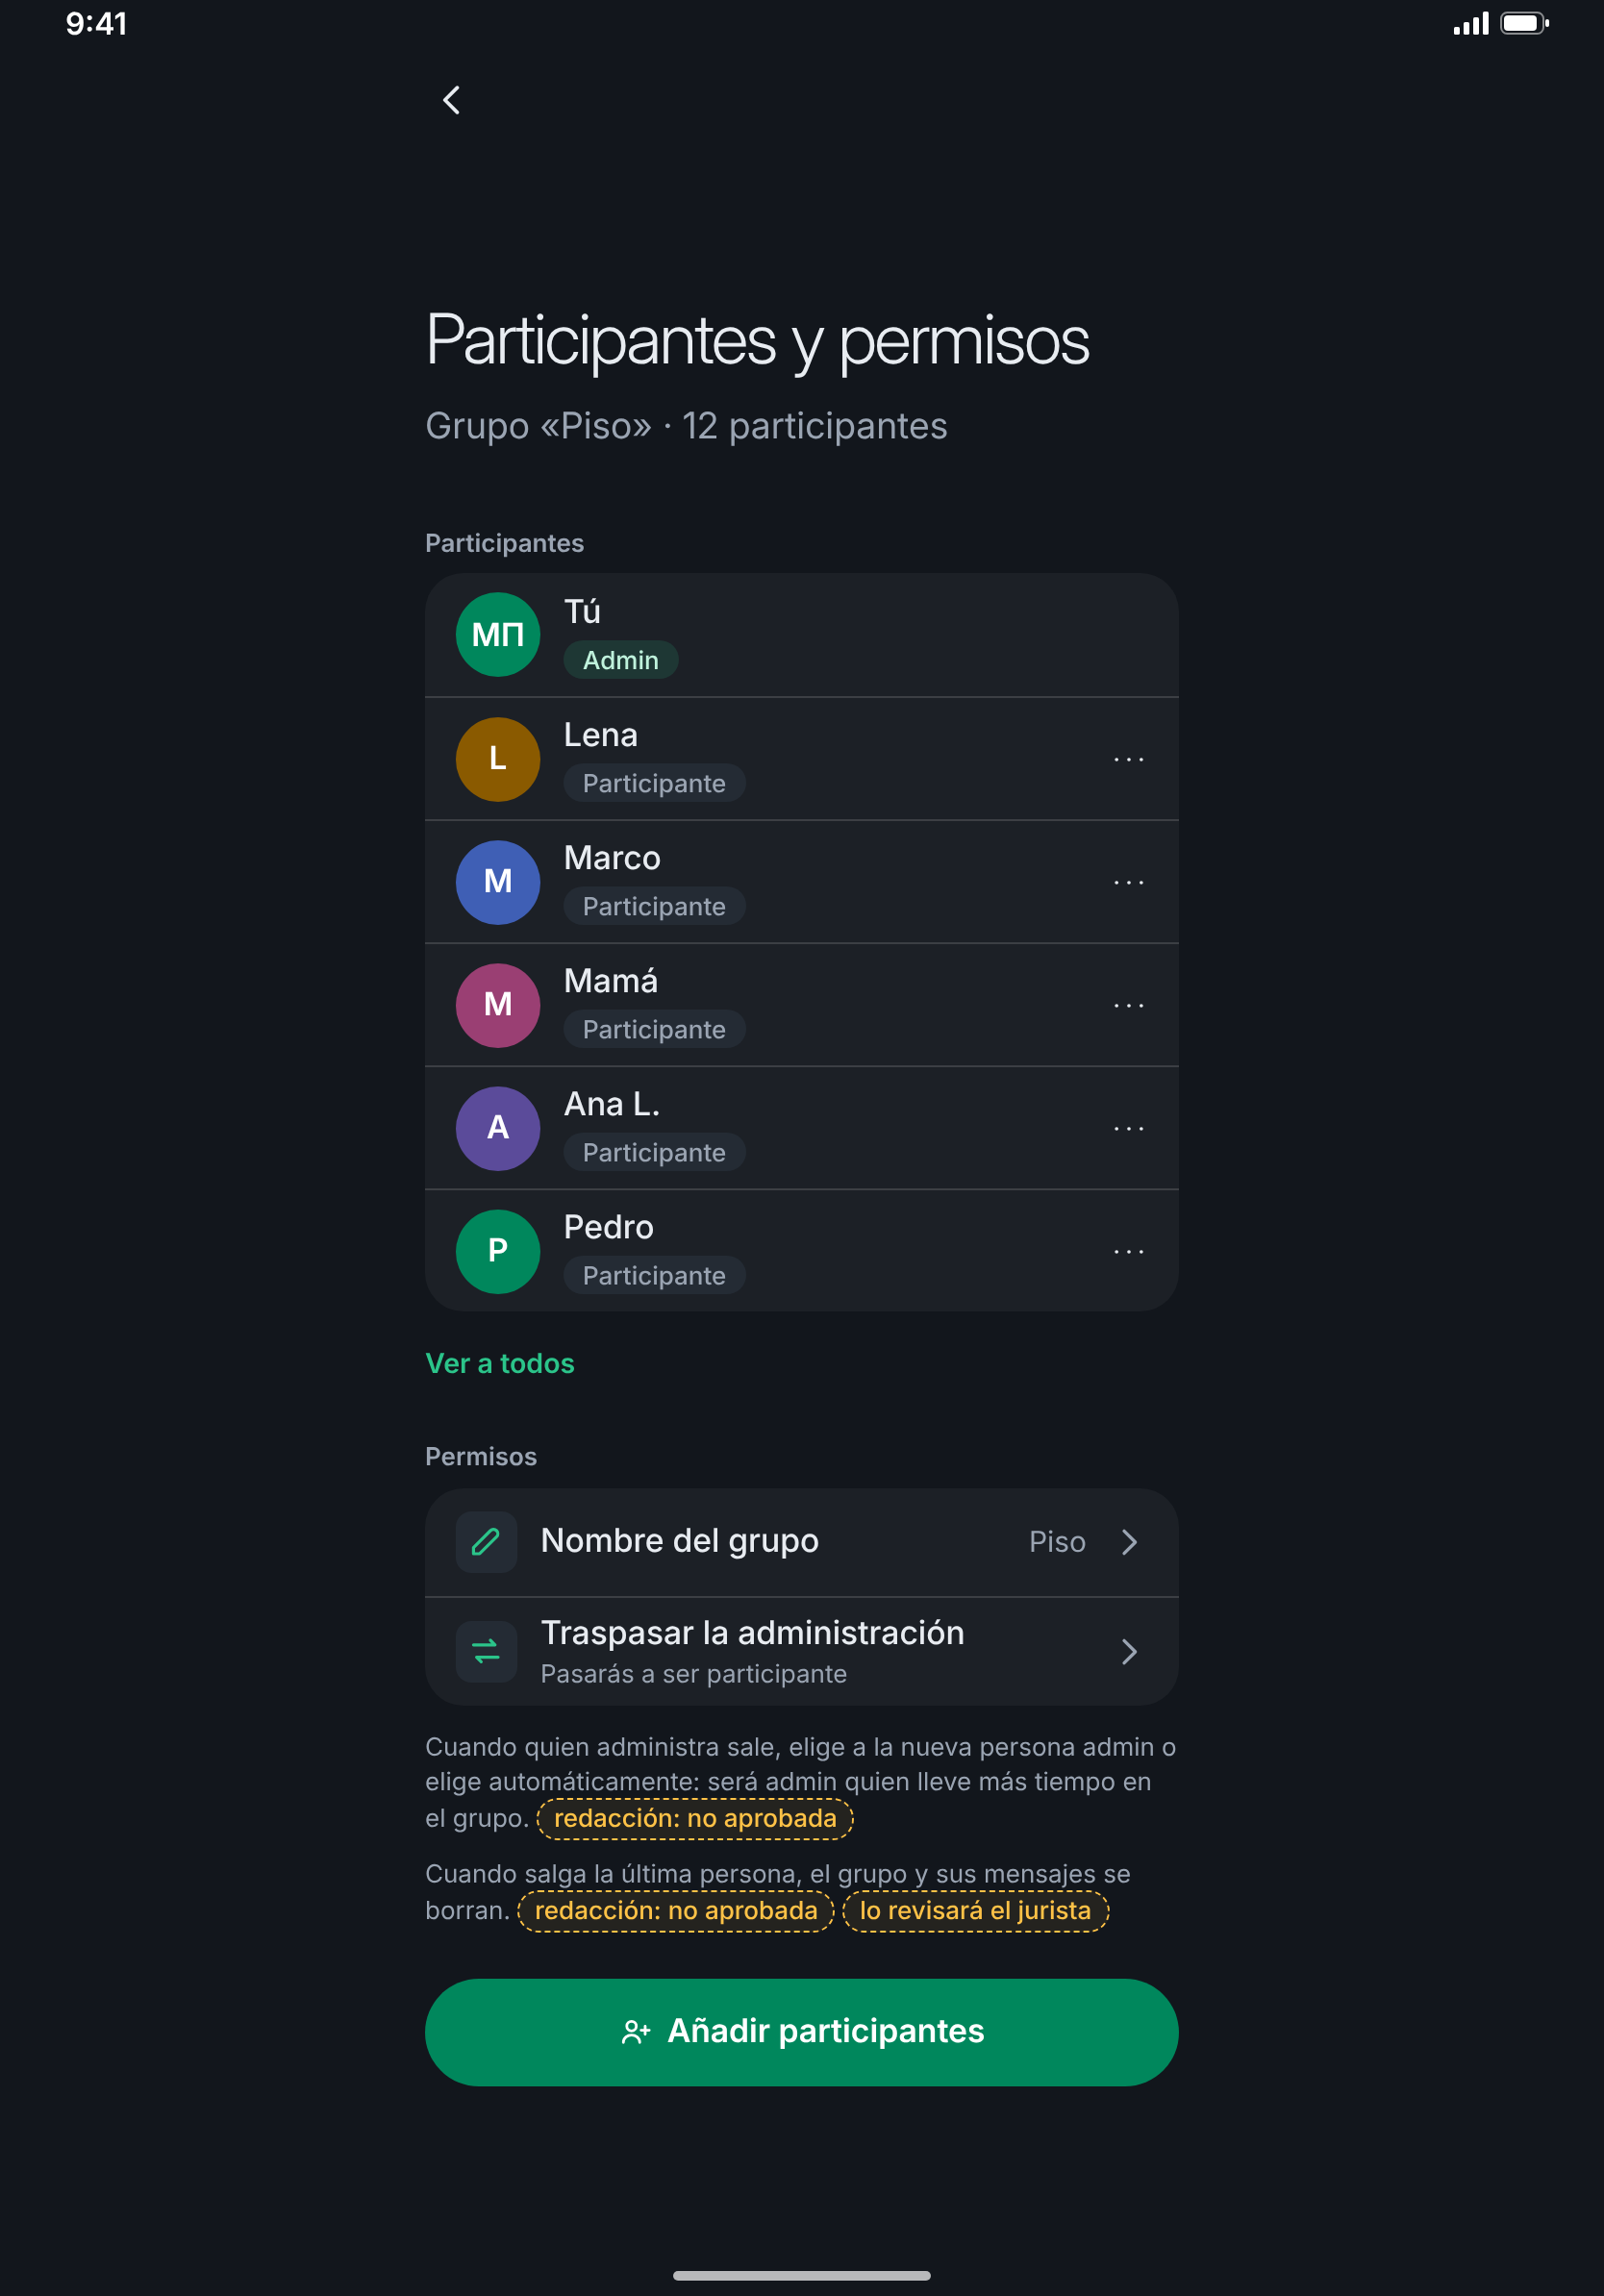 9:41
Participantes y permisos
Grupo «Piso» · 12 participantes
Participantes
МП
Tú
Admin
L
Lena
Participante
M
Marco
Participante
M
Mamá
Participante
A
Ana L.
Participante
P
Pedro
Participante
Ver a todos
Permisos
Nombre del grupo
Piso
Traspasar la administración
Pasarás a ser participante
Cuando quien administra sale, elige a la nueva persona admin o
elige automáticamente: será admin quien lleve más tiempo en
el grupo. redacción: no aprobada
Cuando salga la última persona, el grupo y sus mensajes se
borran. redacción: no aprobada lo revisará el jurista
Añadir participantes